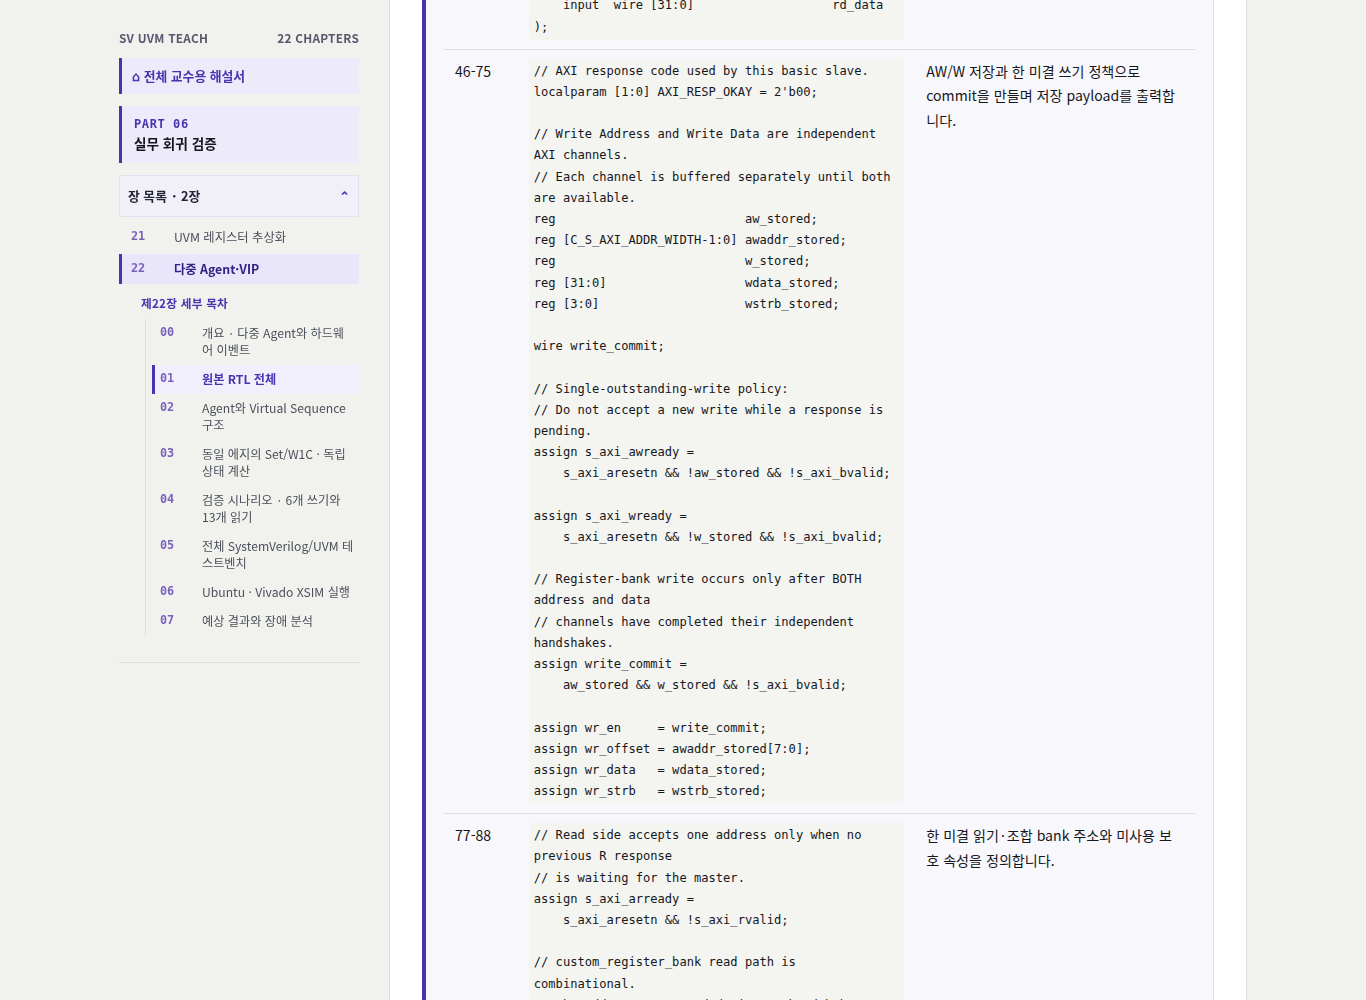 SV UVM TEACH
22 CHAPTERS
⌂ 전체 교수용 해설서
PART 06
실무 회귀 검증
장 목록 · 2장
21 UVM 레지스터 추상화
22 다중 Agent·VIP
제22장 세부 목차
00 개요 · 다중 Agent와 하드웨
어 이벤트
01 원본 RTL 전체
02 Agent와 Virtual Sequence
구조
03 동일 에지의 Set/W1C · 독립
상태 계산
04 검증 시나리오 · 6개 쓰기와
13개 읽기
05 전체 SystemVerilog/UVM 테
스트벤치
06 Ubuntu · Vivado XSIM 실행
07 예상 결과와 장애 분석
input  wire [31:0]                   rd_data
);
46-75
// AXI response code used by this basic slave.
localparam [1:0] AXI_RESP_OKAY = 2'b00;
// Write Address and Write Data are independent
AXI channels.
// Each channel is buffered separately until both
are available.
reg                          aw_stored;
reg [C_S_AXI_ADDR_WIDTH-1:0] awaddr_stored;
reg                          w_stored;
reg [31:0]                   wdata_stored;
reg [3:0]                    wstrb_stored;
wire write_commit;
// Single-outstanding-write policy:
// Do not accept a new write while a response is
pending.
assign s_axi_awready =
    s_axi_aresetn && !aw_stored && !s_axi_bvalid;
assign s_axi_wready =
    s_axi_aresetn && !w_stored && !s_axi_bvalid;
// Register-bank write occurs only after BOTH
address and data
// channels have completed their independent
handshakes.
assign write_commit =
    aw_stored && w_stored && !s_axi_bvalid;
assign wr_en     = write_commit;
assign wr_offset = awaddr_stored[7:0];
assign wr_data   = wdata_stored;
assign wr_strb   = wstrb_stored;
AW/W 저장과 한 미결 쓰기 정책으로
commit을 만들며 저장 payload를 출력합
니다.
77-88
// Read side accepts one address only when no
previous R response
// is waiting for the master.
assign s_axi_arready =
    s_axi_aresetn && !s_axi_rvalid;
// custom_register_bank read path is
combinational.
한 미결 읽기·조합 bank 주소와 미사용 보
호 속성을 정의합니다.